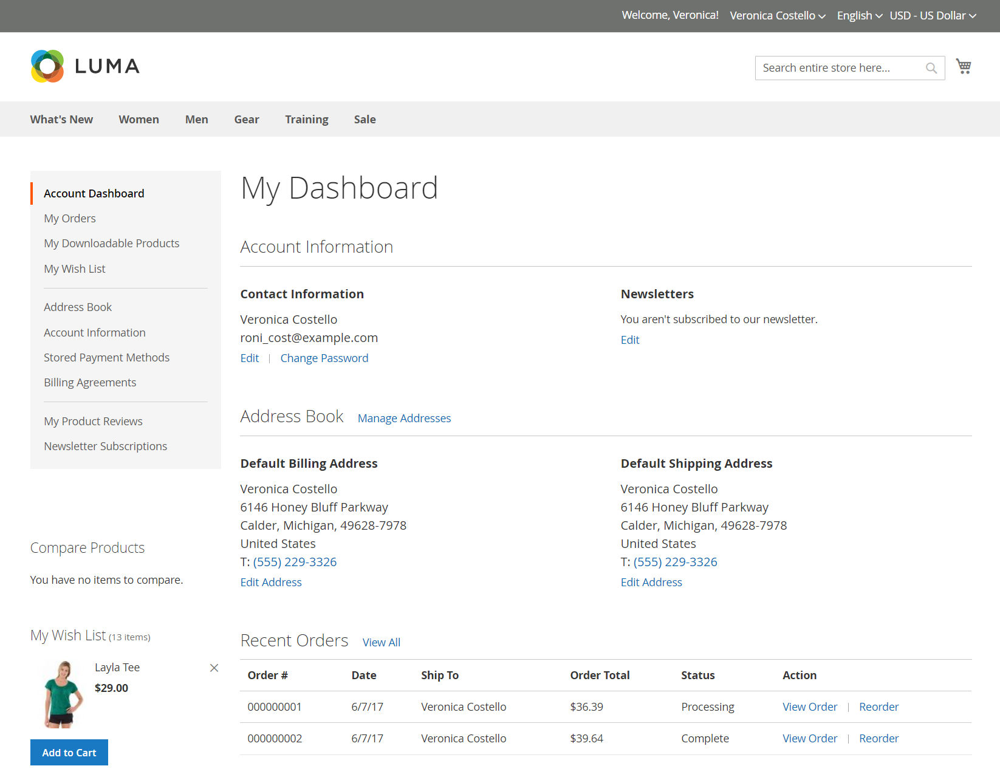 Welcome, Veronica! Veronica Costello English USD - US Dollar
LUMA
Search entire store here...
What's New Women Men Gear Training Sale
Account Dashboard
My Orders
My Downloadable Products
My Wish List
Address Book
Account Information
Stored Payment Methods
Billing Agreements
My Product Reviews
Newsletter Subscriptions
Compare Products
You have no items to compare.
My Wish List (13 items)
Layla Tee
$29.00
Add to Cart
My Dashboard
Account Information
Contact Information
Veronica Costello
roni_cost@example.com
Edit | Change Password
Newsletters
You aren't subscribed to our newsletter.
Edit
Address Book Manage Addresses
Default Billing Address
Veronica Costello
6146 Honey Bluff Parkway
Calder, Michigan, 49628-7978
United States
T: (555) 229-3326
Edit Address
Default Shipping Address
Veronica Costello
6146 Honey Bluff Parkway
Calder, Michigan, 49628-7978
United States
T: (555) 229-3326
Edit Address
Recent Orders View All
Order # Date Ship To Order Total Status Action
000000001 6/7/17 Veronica Costello $36.39 Processing View Order | Reorder
000000002 6/7/17 Veronica Costello $39.64 Complete View Order | Reorder